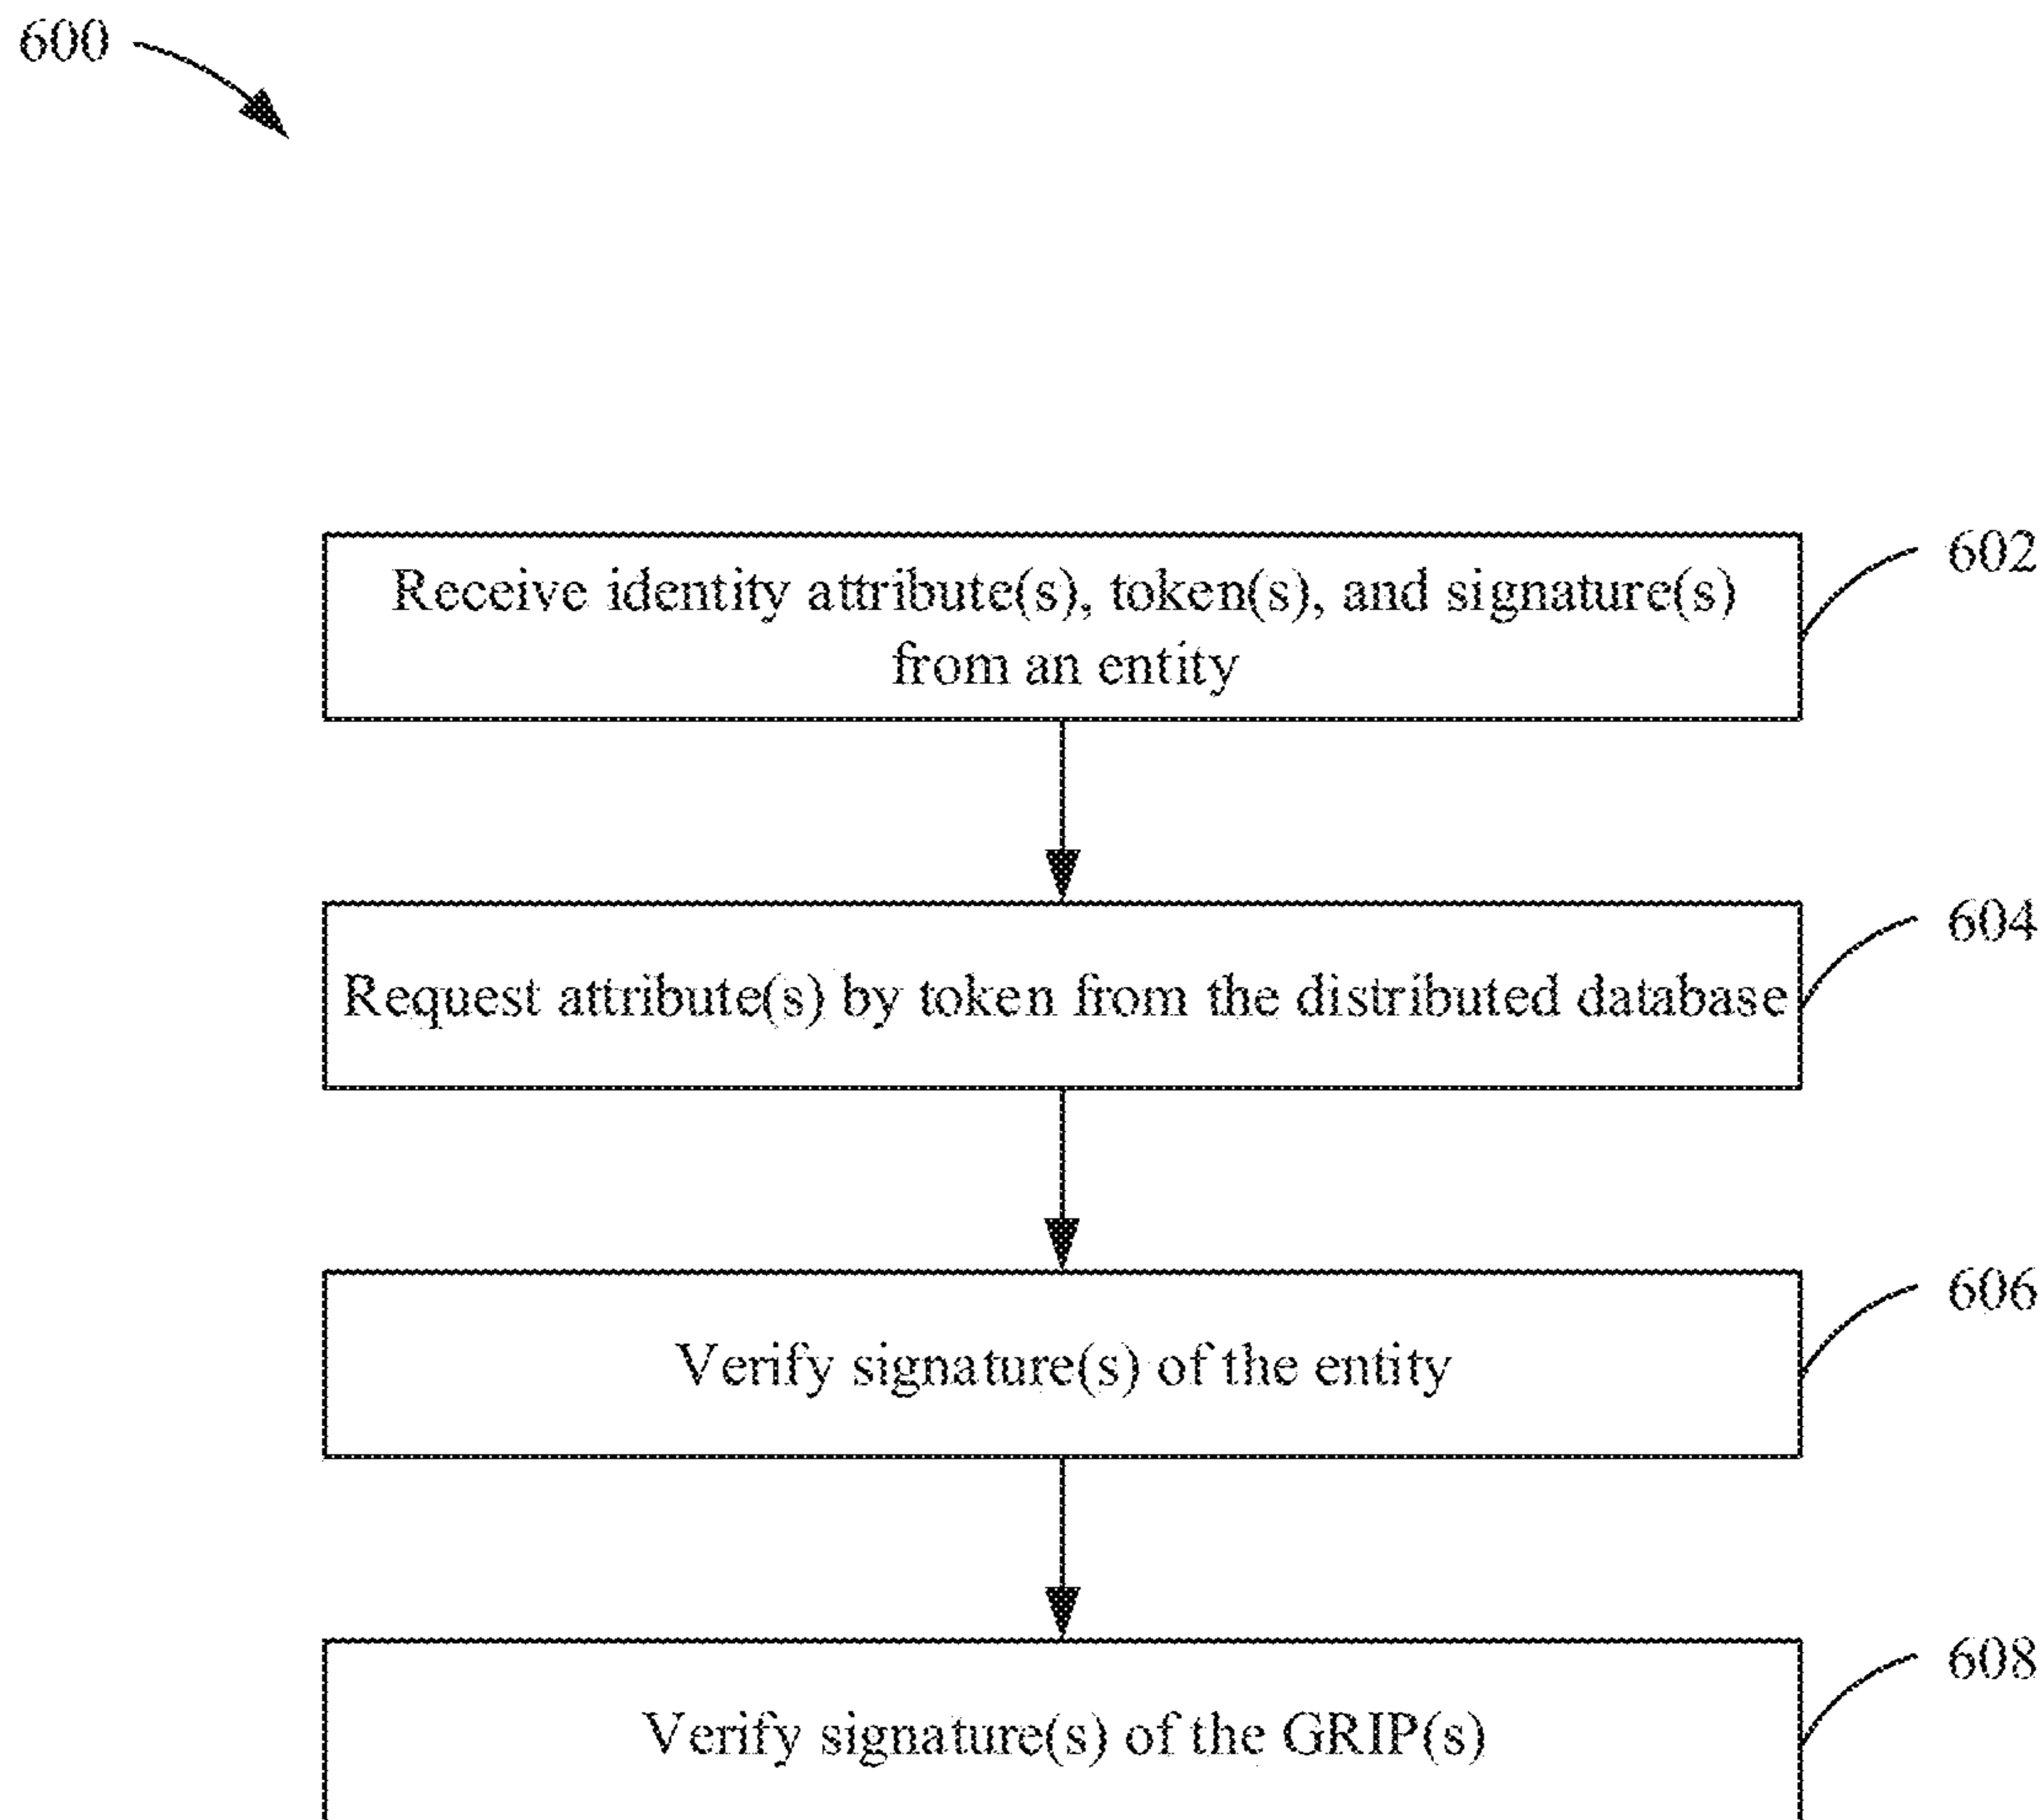 600
Receive identity attribute(s), token(s), and signature(s)
from an entity
602
Request attribute(s) by token from the distributed database
604
Verify signature(s) of the entity
606
Verify signature(s) of the GRIP(s)
608